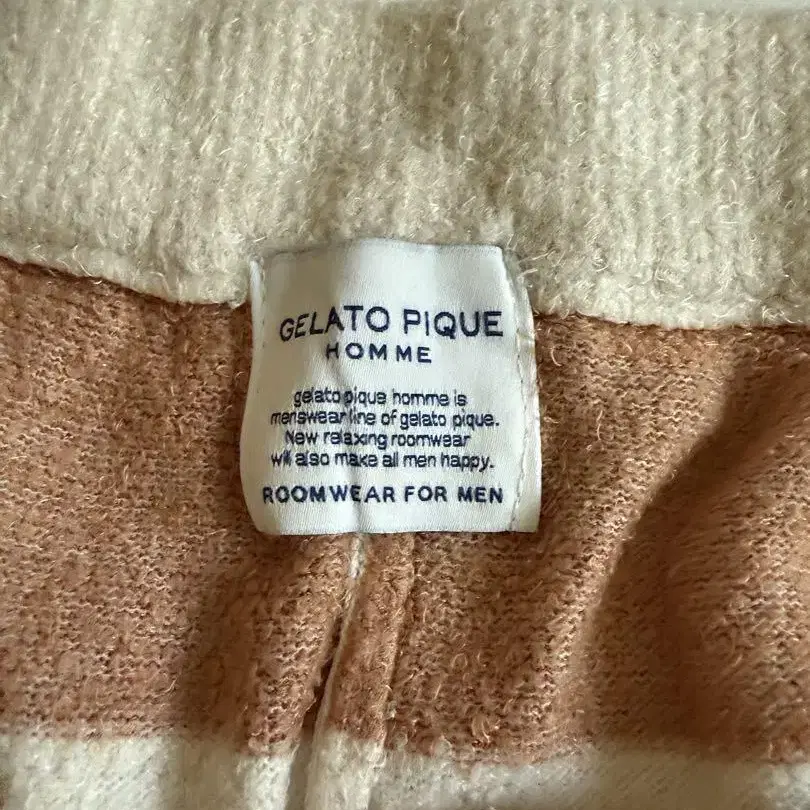 GELATO PIQUE
HOMME
gelato pique homme is
menswear line of gelato pique.
New relaxing roomwear
will also make all men happy.
ROOMWEAR FOR MEN